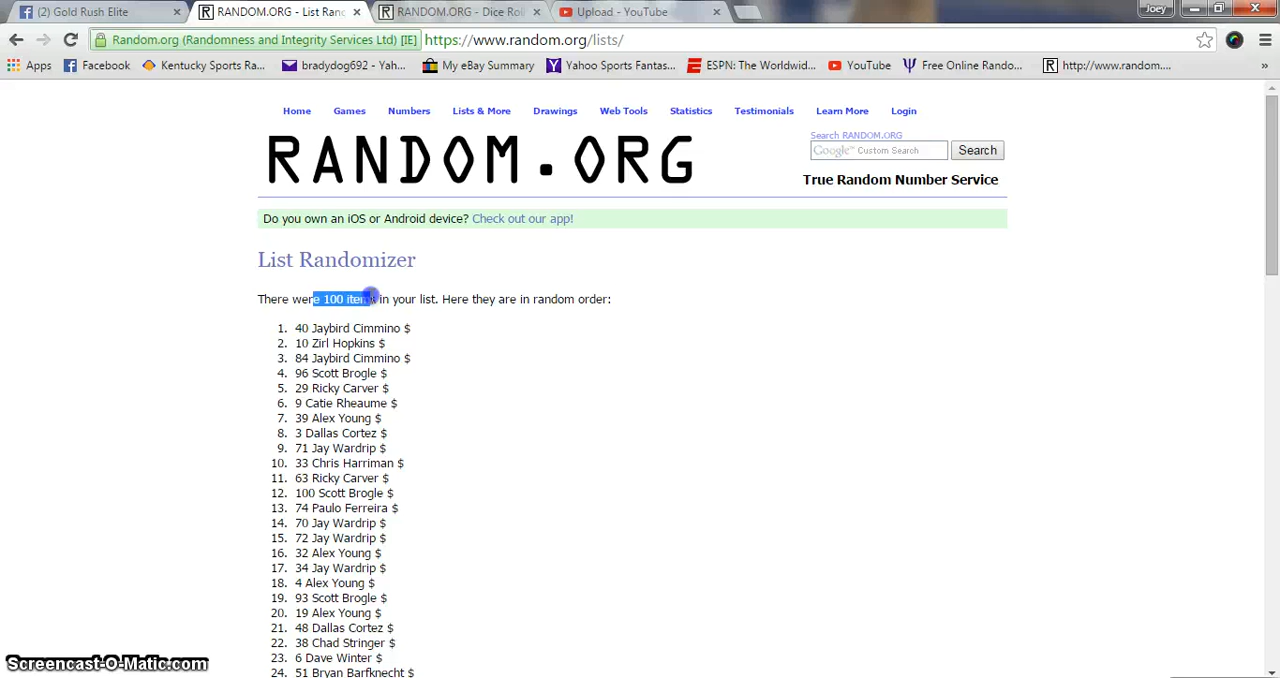 (2) Gold Rush Elite
RANDOM.ORG - List Ran
RANDOM.ORG - Dice Rol
Upload - YouTube
Joey
Random.org (Randomness and Integrity Services Ltd) [IE] https://www.random.org/lists/
Apps Facebook Kentucky Sports Ra... bradydog692 - Yah... My eBay Summary Yahoo Sports Fantas... ESPN: The Worldwid... YouTube Free Online Rando... http://www.random.... »
Home Games Numbers Lists & More Drawings Web Tools Statistics Testimonials Learn More Login
RANDOM.ORG
Search RANDOM.ORG
Google™ Custom Search Search
True Random Number Service
Do you own an iOS or Android device? Check out our app!
List Randomizer
There were 100 items in your list. Here they are in random order:
1. 40 Jaybird Cimmino $
2. 10 Zirl Hopkins $
3. 84 Jaybird Cimmino $
4. 96 Scott Brogle $
5. 29 Ricky Carver $
6. 9 Catie Rheaume $
7. 39 Alex Young $
8. 3 Dallas Cortez $
9. 71 Jay Wardrip $
10. 33 Chris Harriman $
11. 63 Ricky Carver $
12. 100 Scott Brogle $
13. 74 Paulo Ferreira $
14. 70 Jay Wardrip $
15. 72 Jay Wardrip $
16. 32 Alex Young $
17. 34 Jay Wardrip $
18. 4 Alex Young $
19. 93 Scott Brogle $
20. 19 Alex Young $
21. 48 Dallas Cortez $
22. 38 Chad Stringer $
23. 6 Dave Winter $
24. 51 Bryan Barfknecht $
Screencast-O-Matic.com